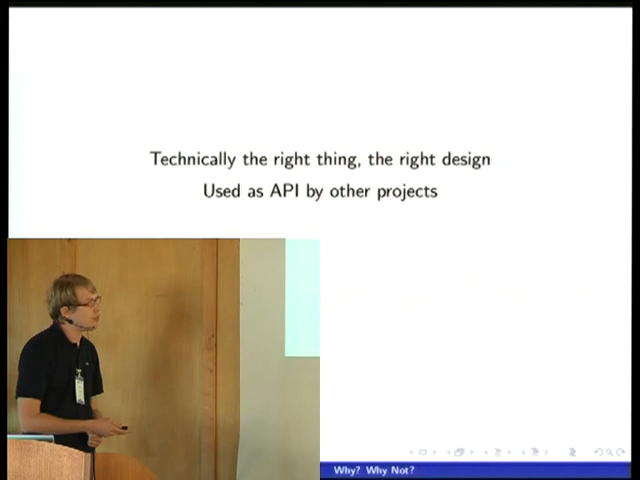 Technically the right thing, the right design
Used as API by other projects
Why? Why Not?